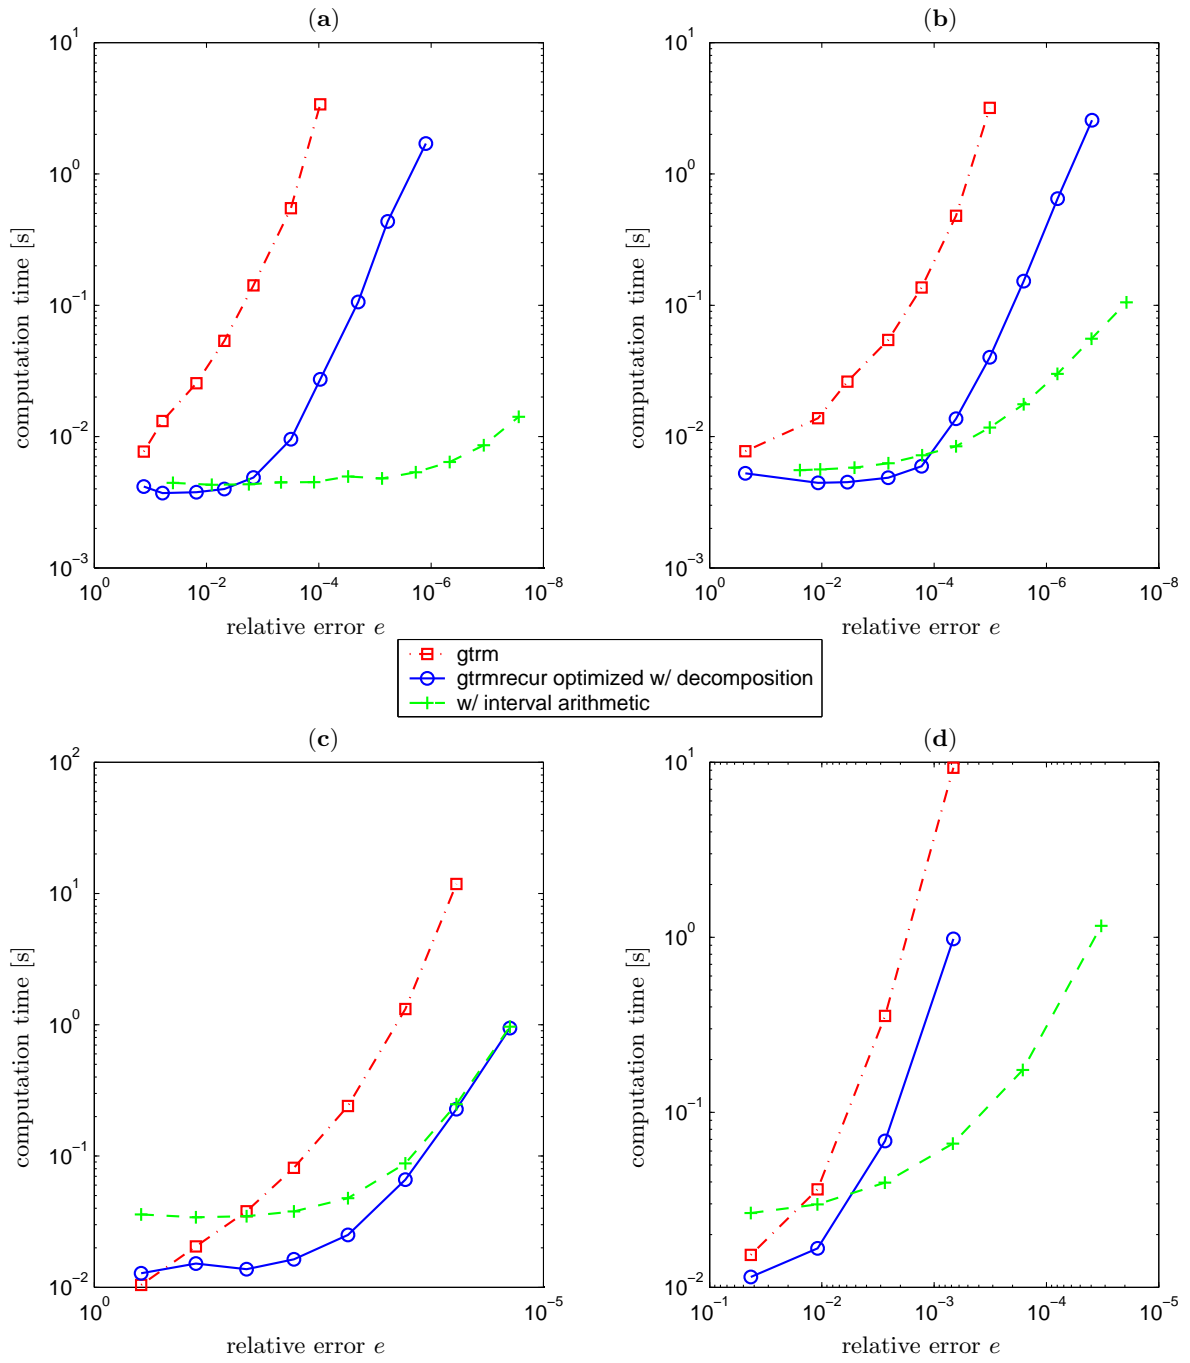 (a)
10^1
10^0
10^-1
10^-2
10^-3
computation time [s]
10^0 10^-2 10^-4 10^-6 10^-8
relative error e
(b)
10^1
10^0
10^-1
10^-2
10^-3
computation time [s]
10^0 10^-2 10^-4 10^-6 10^-8
relative error e
gtrm
gtrmrecur optimized w/ decomposition
w/ interval arithmetic
(c)
10^2
10^1
10^0
10^-1
10^-2
computation time [s]
10^0 10^-5
relative error e
(d)
10^1
10^0
10^-1
10^-2
computation time [s]
10^-1 10^-2 10^-3 10^-4 10^-5
relative error e